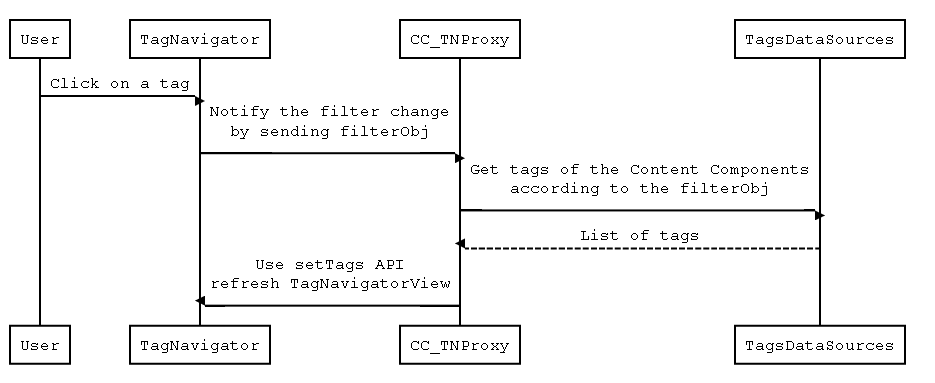 User
TagNavigator
CC_TNProxy
TagsDataSources
Click on a tag
Notify the filter change
by sending filterObj
Get tags of the Content Components
according to the filterObj
List of tags
Use setTags API
refresh TagNavigatorView
User
TagNavigator
CC_TNProxy
TagsDataSources